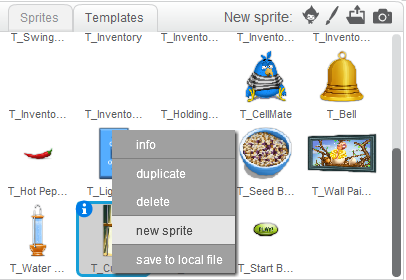 Sprites Templates New sprite:
T_Swing... T_Inventory T_Invento... T_Invento... T_Invento...
T_Invento... T_Invento... T_Holding... T_CellMate T_Bell
T_Hot Pep... T_Lig T_Seed B... T_Wall Pai...
info
duplicate
delete
new sprite
save to local file
T_Water ... T_C T_Start B...
PLAY!